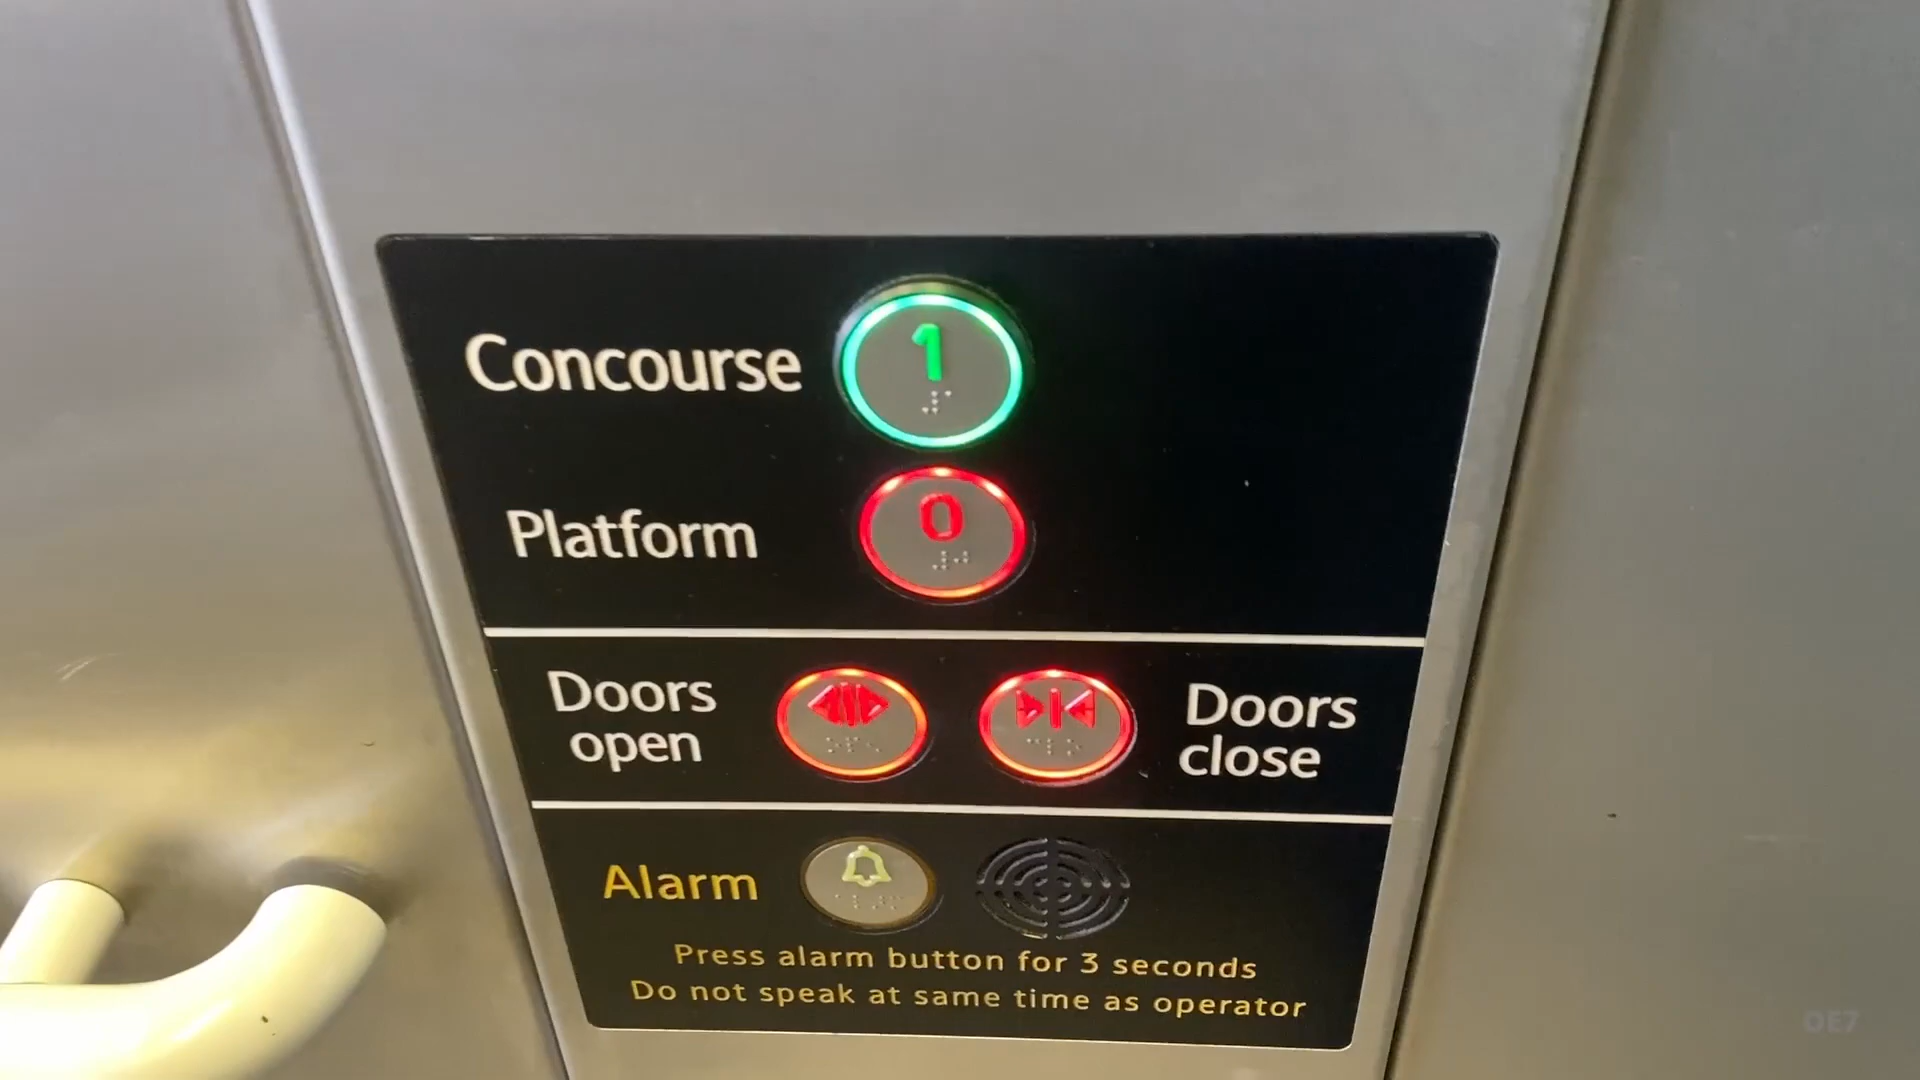 Concourse 1
Platform 0
Doors open
Doors close
Alarm
Press alarm button for 3 seconds
Do not speak at same time as operator
OE7